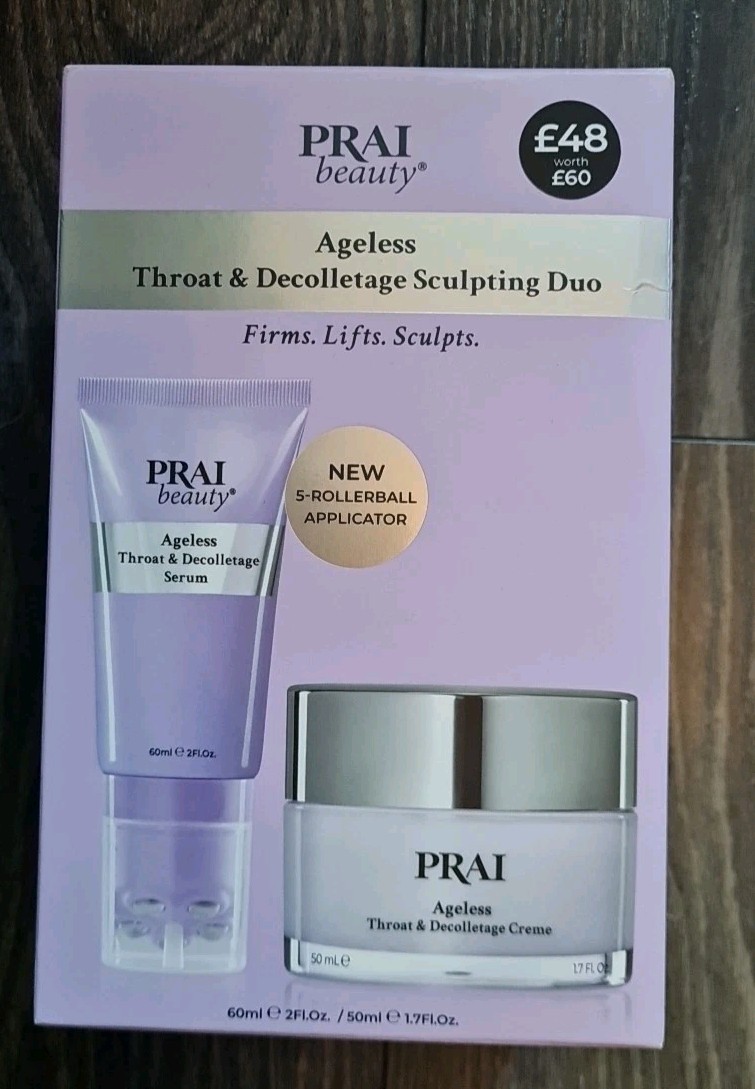 PRAI
beauty®
£48
worth
£60
Ageless
Throat & Decolletage Sculpting Duo
Firms. Lifts. Sculpts.
PRAI
beauty®
Ageless
Throat & Decolletage
Serum
60ml ℮ 2Fl.Oz.
NEW
5-ROLLERBALL
APPLICATOR
PRAI
Ageless
Throat & Decolletage Creme
50 mL ℮
1.7 FL Oz
60ml ℮ 2Fl.Oz. / 50ml ℮ 1.7Fl.Oz.